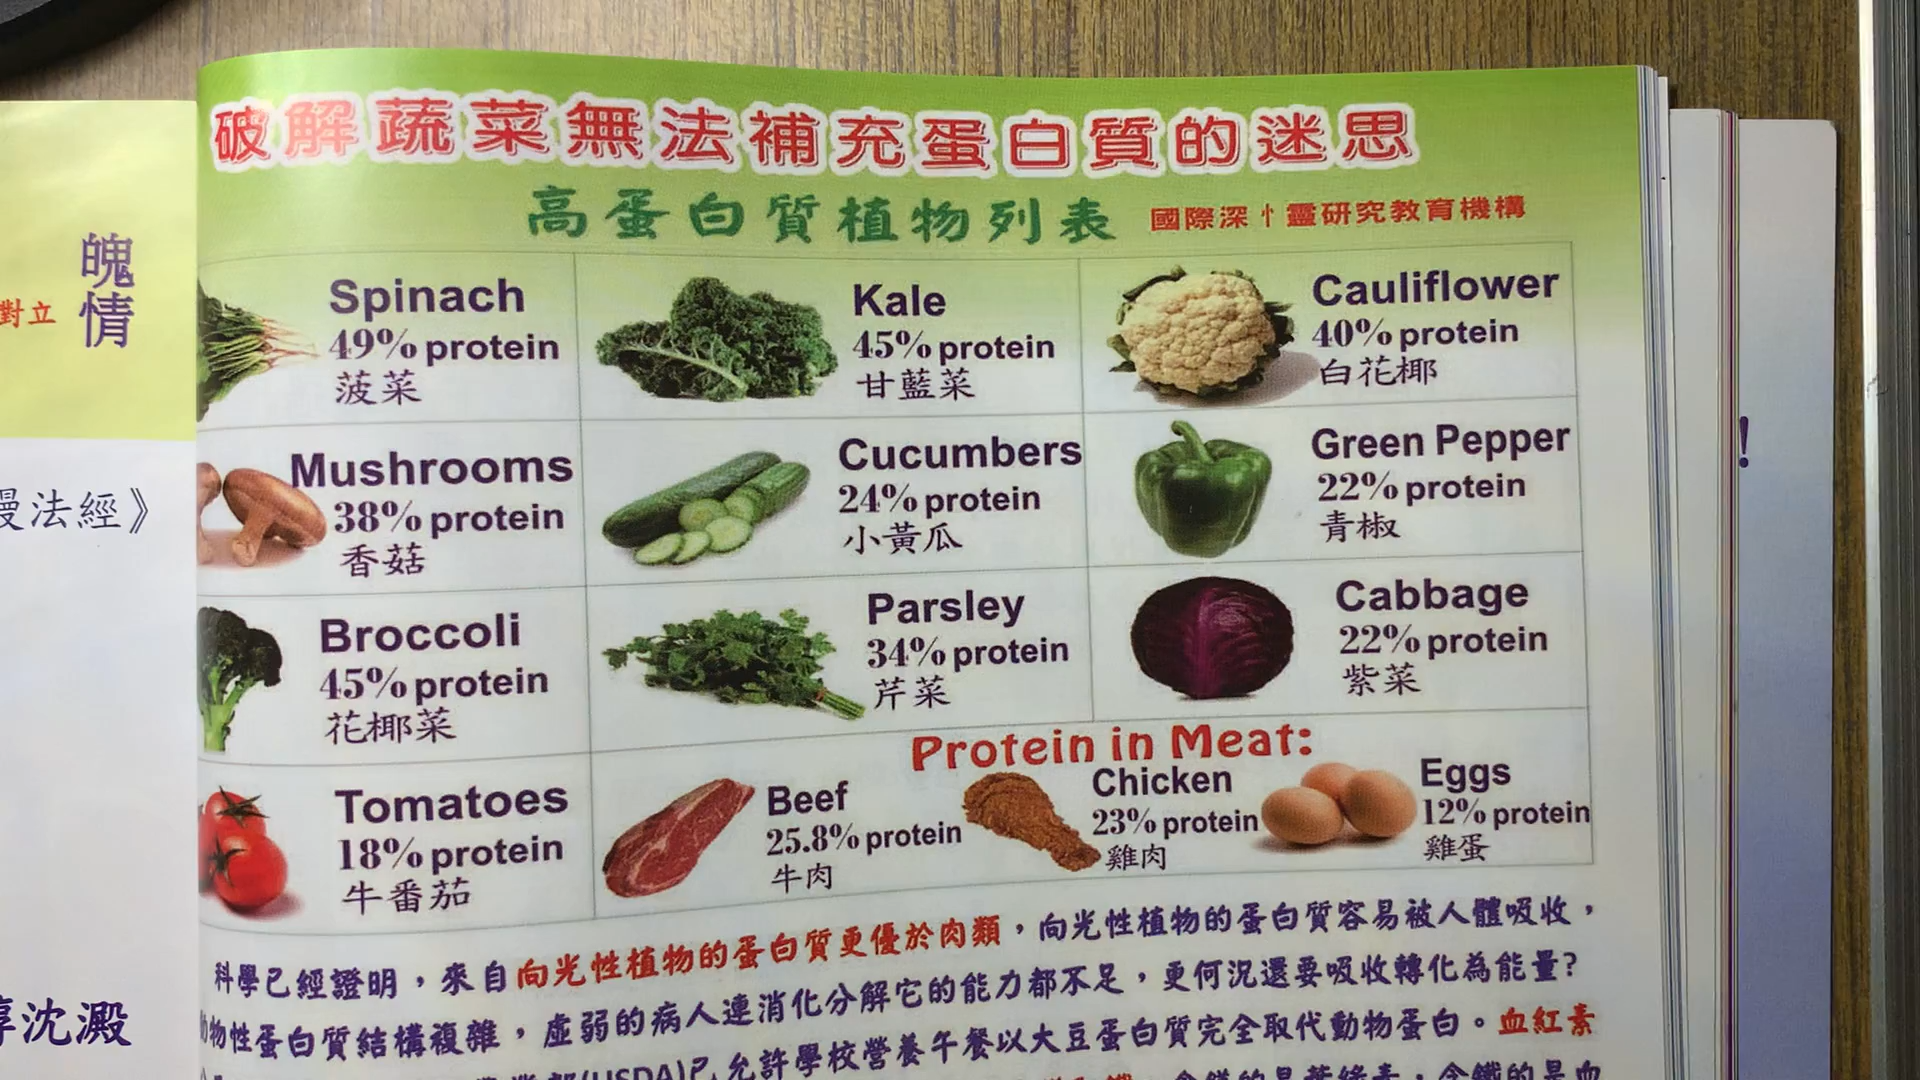 破解蔬菜無法補充蛋白質的迷思
高蛋白質植物列表 國際深忄靈研究教育機構
Spinach
49% protein
菠菜
Kale
45% protein
甘藍菜
Cauliflower
40% protein
白花椰
Mushrooms
38% protein
香菇
Cucumbers
24% protein
小黃瓜
Green Pepper
22% protein
青椒
Broccoli
45% protein
花椰菜
Parsley
34% protein
芹菜
Cabbage
22% protein
紫菜
Tomatoes
18% protein
牛番茄
Protein in Meat:
Beef
25.8% protein
牛肉
Chicken
23% protein
雞肉
Eggs
12% protein
雞蛋
科學已經證明，來自向光性植物的蛋白質更優於肉類，向光性植物的蛋白質容易被人體吸收，
物性蛋白質結構複雜，虛弱的病人連消化分解它的能力都不足，更何況還要吸收轉化為能量?
(USDA)已允許學校營養午餐以大豆蛋白質完全取代動物蛋白。血紅素
對立
魄情
法經》
沈澱
!